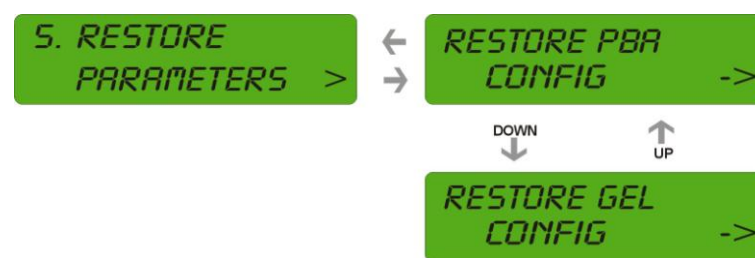 5. RESTORE
PARAMETERS >
RESTORE PBA
CONFIG ->
DOWN
UP
RESTORE GEL
CONFIG ->